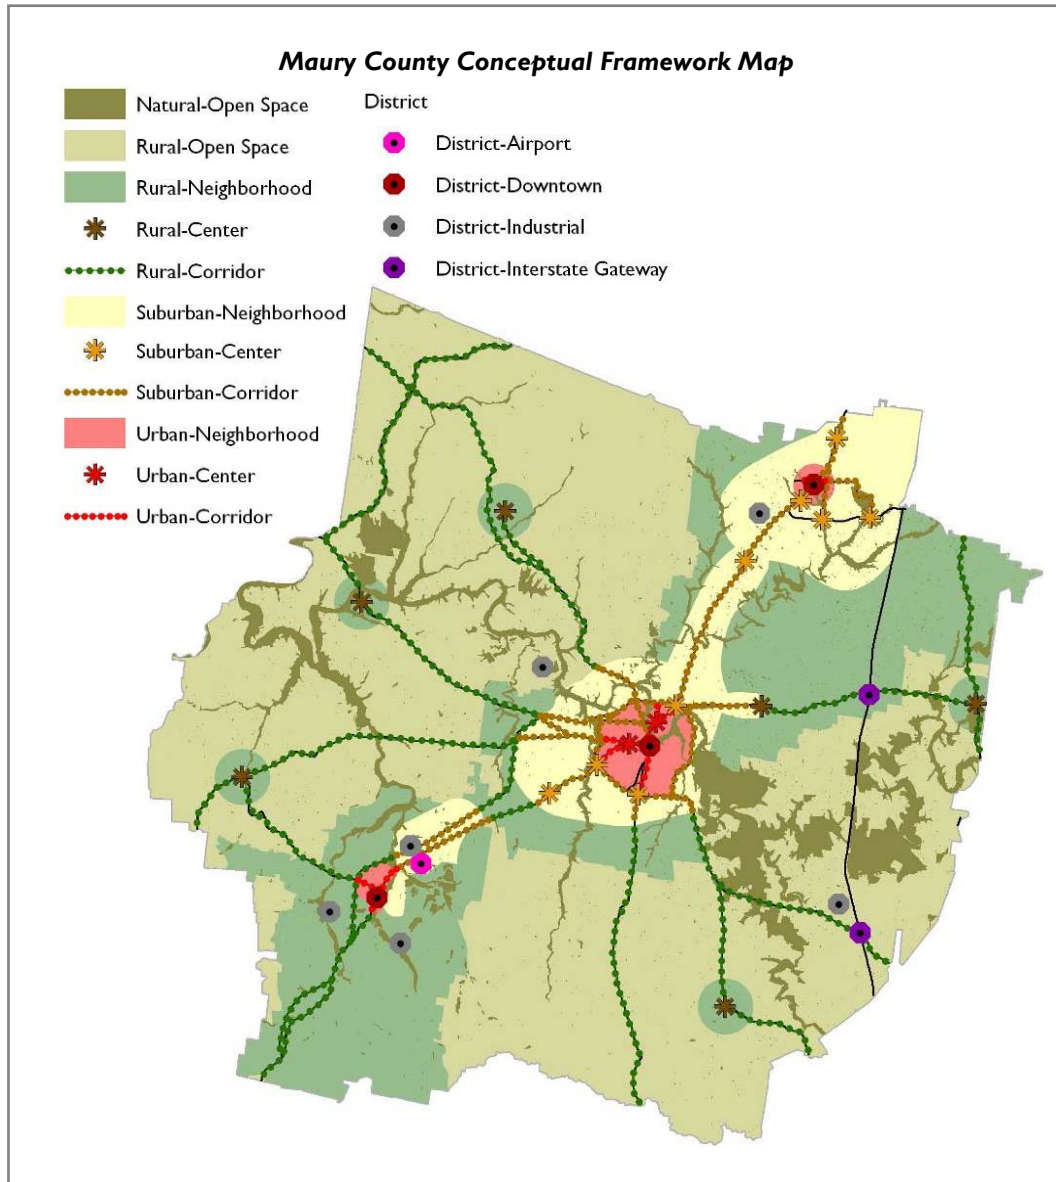 Maury County Conceptual Framework Map
Natural-Open Space
Rural-Open Space
Rural-Neighborhood
Rural-Center
Rural-Corridor
Suburban-Neighborhood
Suburban-Center
Suburban-Corridor
Urban-Neighborhood
Urban-Center
Urban-Corridor
District
District-Airport
District-Downtown
District-Industrial
District-Interstate Gateway